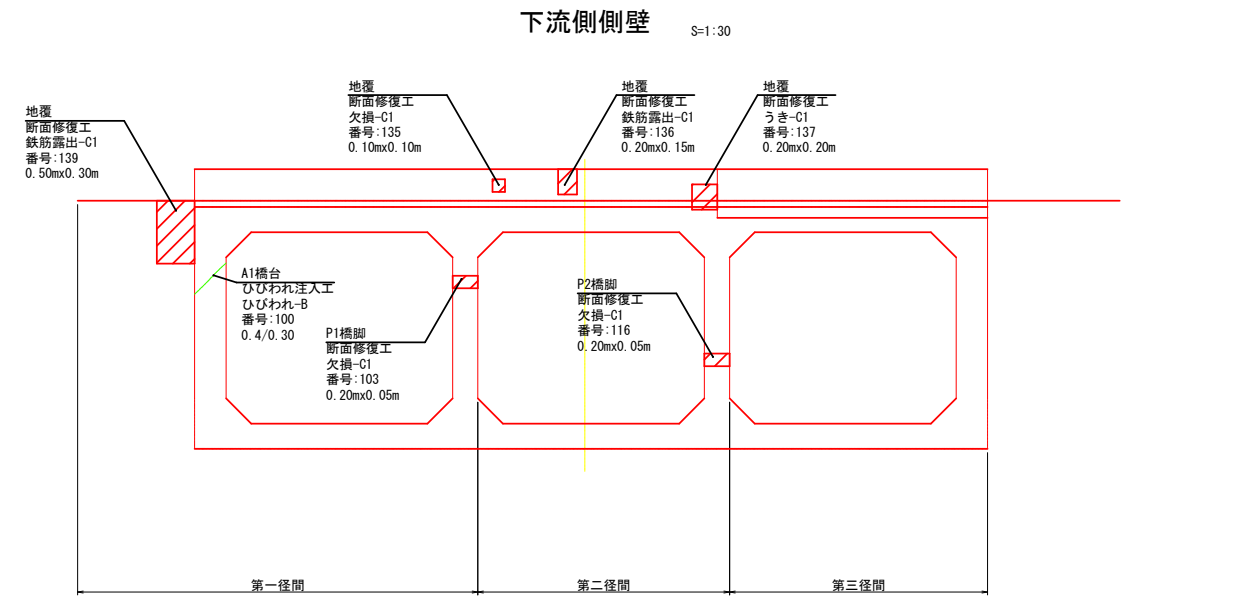 下流側側壁
S=1:30
地覆
断面修復工
鉄筋露出-C1
番号:139
0.50mx0.30m
地覆
断面修復工
欠損-C1
番号:135
0.10mx0.10m
地覆
断面修復工
鉄筋露出-C1
番号:136
0.20mx0.15m
地覆
断面修復工
うき-C1
番号:137
0.20mx0.20m
A1橋台
ひびわれ注入工
ひびわれ-B
番号:100
0.4/0.30
P1橋脚
断面修復工
欠損-C1
番号:103
0.20mx0.05m
P2橋脚
断面修復工
欠損-C1
番号:116
0.20mx0.05m
第一径間
第二径間
第三径間